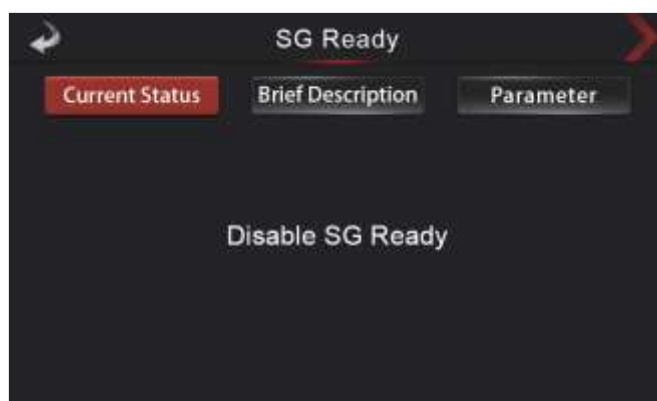 SG Ready
Current Status Brief Description Parameter
Disable SG Ready